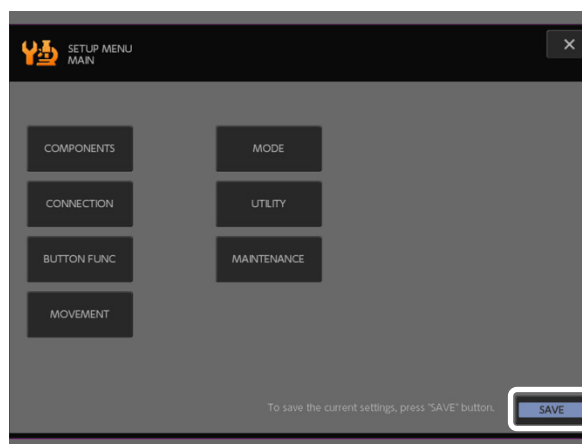 SETUP MENU
MAIN
COMPONENTS
MODE
CONNECTION
UTILITY
BUTTON FUNC
MAINTENANCE
MOVEMENT
To save the current settings, press "SAVE" button.
SAVE